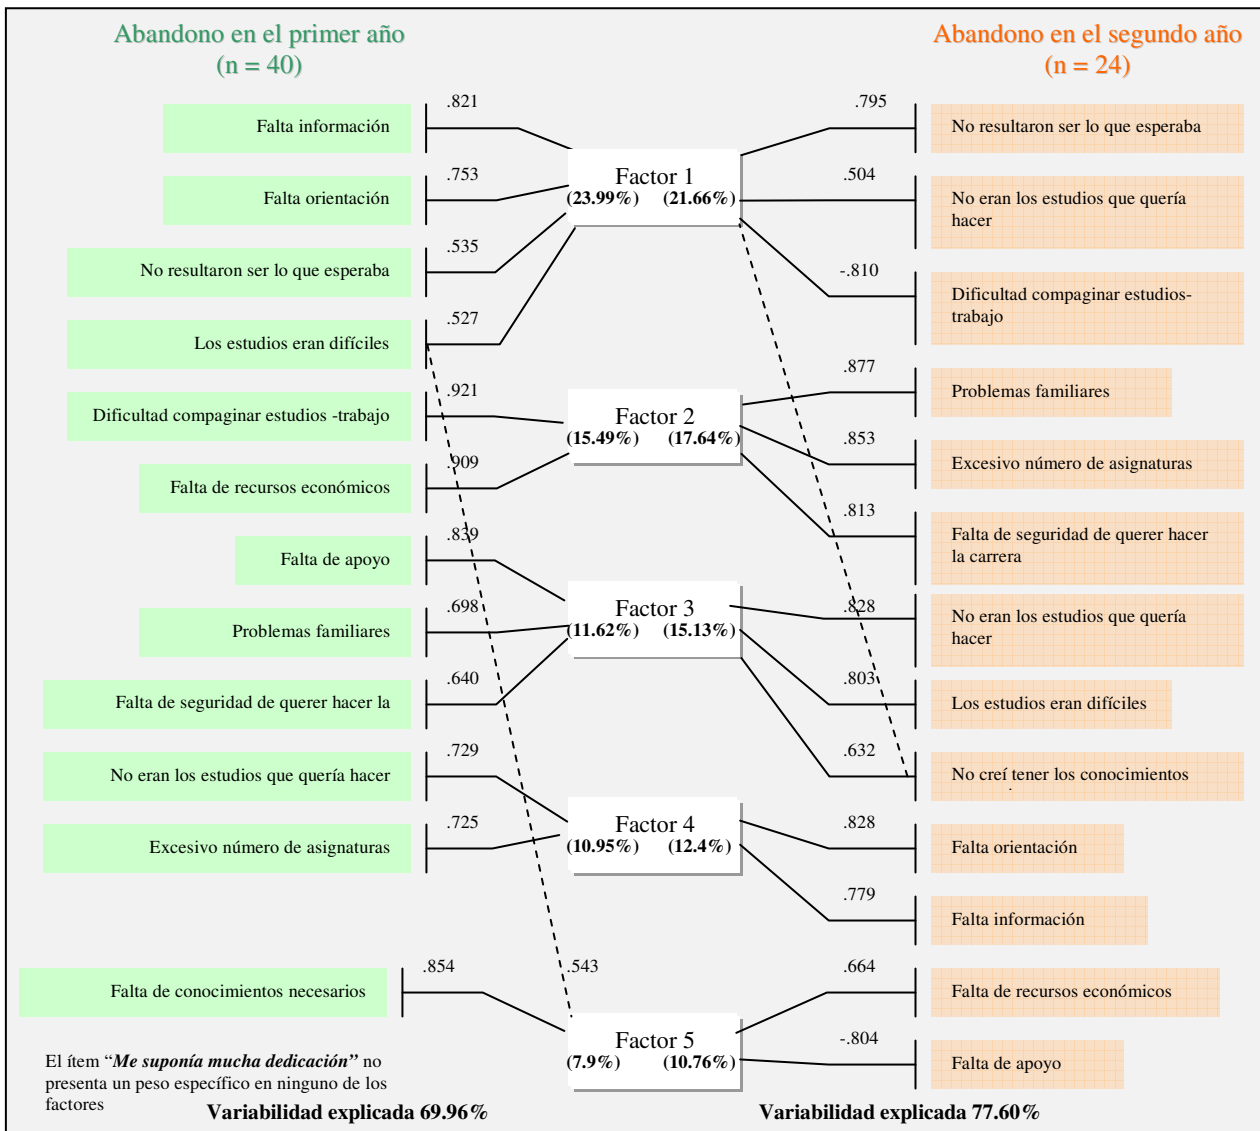 Abandono en el primer año
(n = 40)
Abandono en el segundo año
(n = 24)
Falta información
.821
Falta orientación
.753
No resultaron ser lo que esperaba
.535
Los estudios eran difíciles
.527
Dificultad compaginar estudios -trabajo
.921
Falta de recursos económicos
.909
Falta de apoyo
.839
Problemas familiares
.698
Falta de seguridad de querer hacer la
.640
No eran los estudios que quería hacer
.729
Excesivo número de asignaturas
.725
Falta de conocimientos necesarios
.854
.543
Factor 1
(23.99%) (21.66%)
Factor 2
(15.49%) (17.64%)
Factor 3
(11.62%) (15.13%)
Factor 4
(10.95%) (12.4%)
Factor 5
(7.9%) (10.76%)
.795
No resultaron ser lo que esperaba
.504
No eran los estudios que quería
hacer
-.810
Dificultad compaginar estudios-
trabajo
.877
Problemas familiares
.853
Excesivo número de asignaturas
.813
Falta de seguridad de querer hacer
la carrera
.828
No eran los estudios que quería
hacer
.803
Los estudios eran difíciles
.632
No creí tener los conocimientos
.828
Falta orientación
.779
Falta información
.664
Falta de recursos económicos
-.804
Falta de apoyo
El ítem “Me suponía mucha dedicación” no
presenta un peso específico en ninguno de los
factores
Variabilidad explicada 69.96%
Variabilidad explicada 77.60%